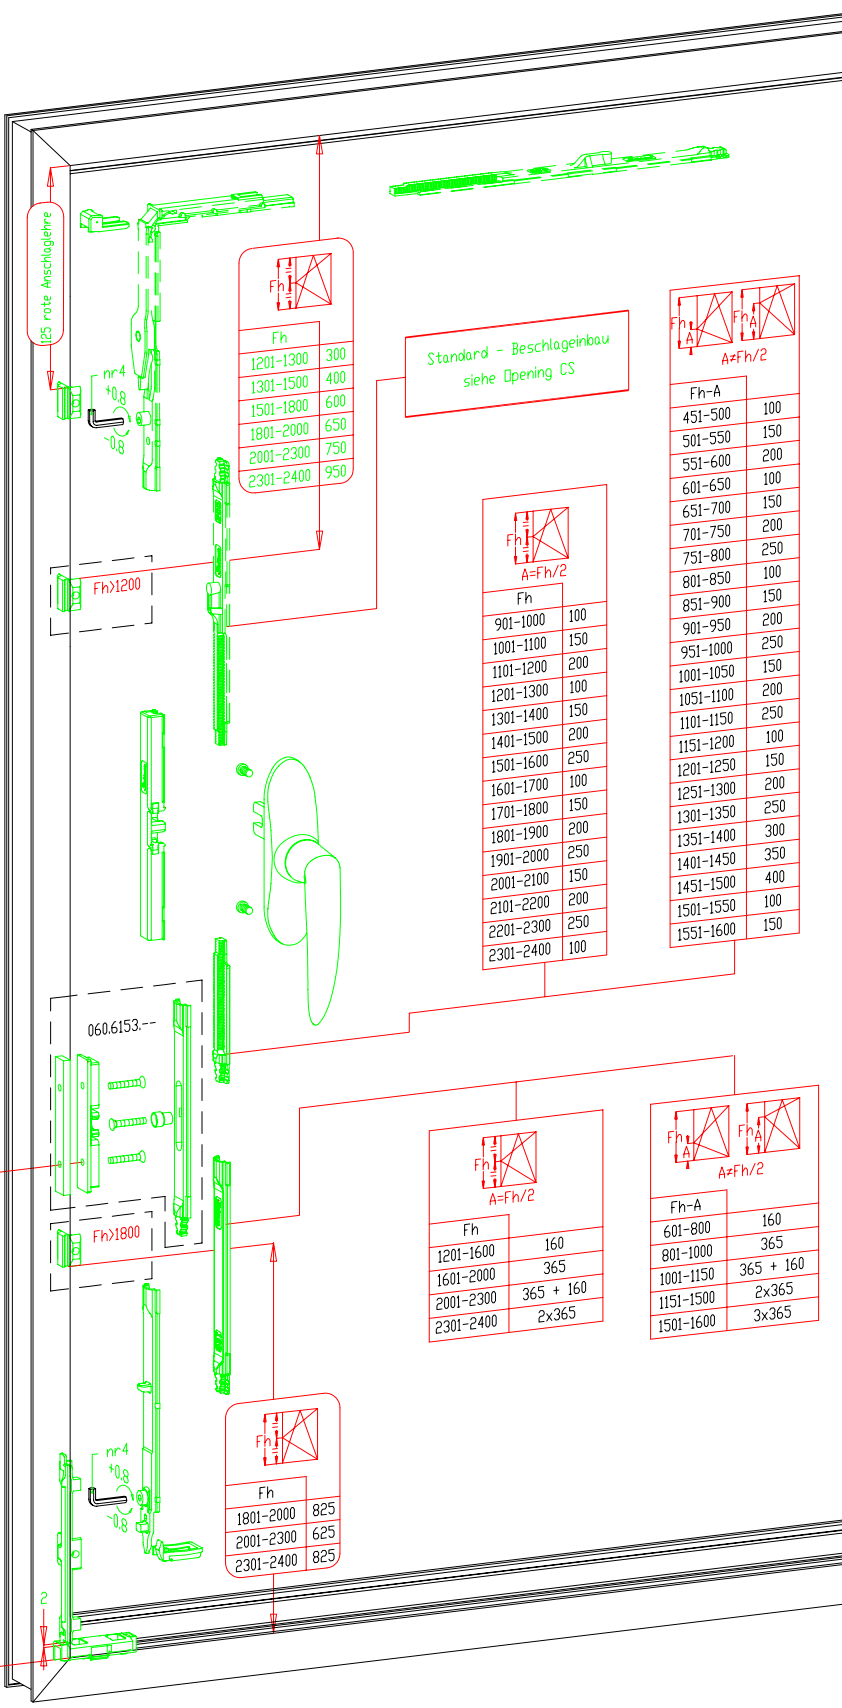 125 rote Anschlaglehre
nr4
+0.8
-0.8
Fh
Fh
1201-1300 300
1301-1500 400
1501-1800 600
1801-2000 650
2001-2300 750
2301-2400 950
Standard - Beschlageinbau
siehe Opening CS
Fh A Fh A
A≠Fh/2
Fh-A
451-500 100
501-550 150
551-600 200
601-650 100
651-700 150
701-750 200
751-800 250
801-850 100
851-900 150
901-950 200
951-1000 250
1001-1050 150
1051-1100 200
1101-1150 250
1151-1200 100
1201-1250 150
1251-1300 200
1301-1350 250
1351-1400 300
1401-1450 350
1451-1500 400
1501-1550 100
1551-1600 150
Fh
A=Fh/2
Fh
901-1000 100
1001-1100 150
1101-1200 200
1201-1300 100
1301-1400 150
1401-1500 200
1501-1600 250
1601-1700 100
1701-1800 150
1801-1900 200
1901-2000 250
2001-2100 150
2101-2200 200
2201-2300 250
2301-2400 100
Fh>1200
060.6153.--
Fh>1800
Fh
A=Fh/2
Fh
1201-1600 160
1601-2000 365
2001-2300 365 + 160
2301-2400 2x365
Fh A Fh A
A≠Fh/2
Fh-A
601-800 160
801-1000 365
1001-1150 365 + 160
1151-1500 2x365
1501-1600 3x365
nr4
+0.8
-0.8
Fh
Fh
1801-2000 825
2001-2300 625
2301-2400 825
2